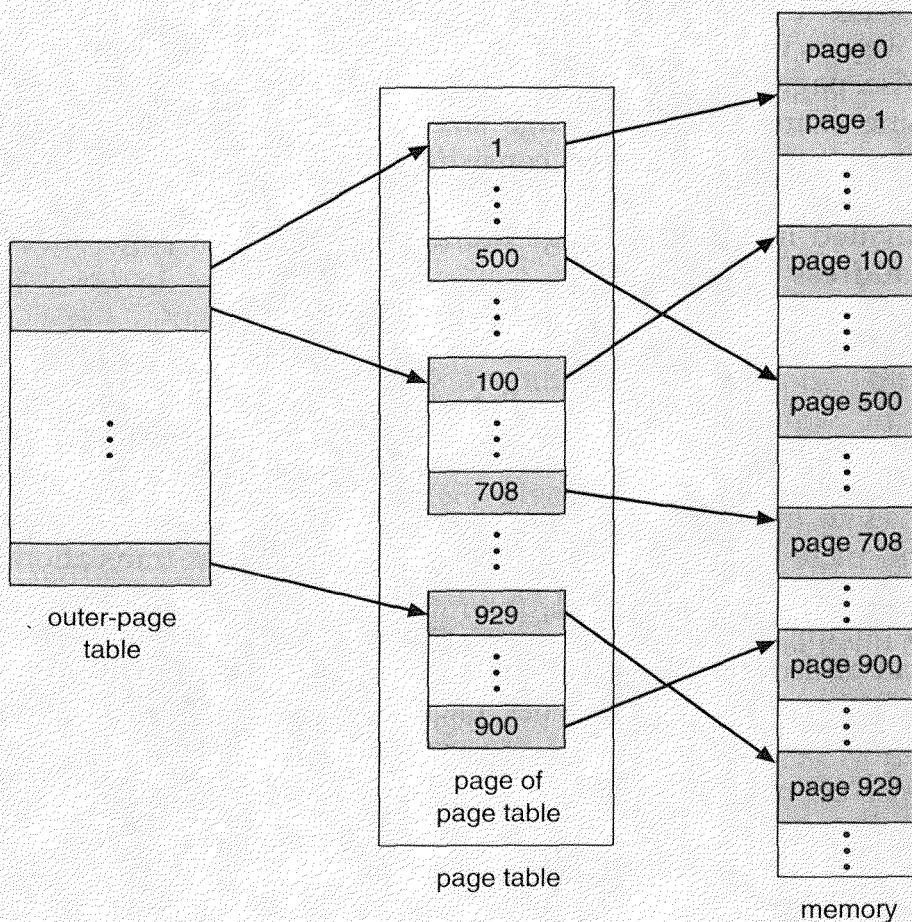 outer-page
table
1
500
100
708
929
900
page of
page table
page table
page 0
page 1
page 100
page 500
page 708
page 900
page 929
memory